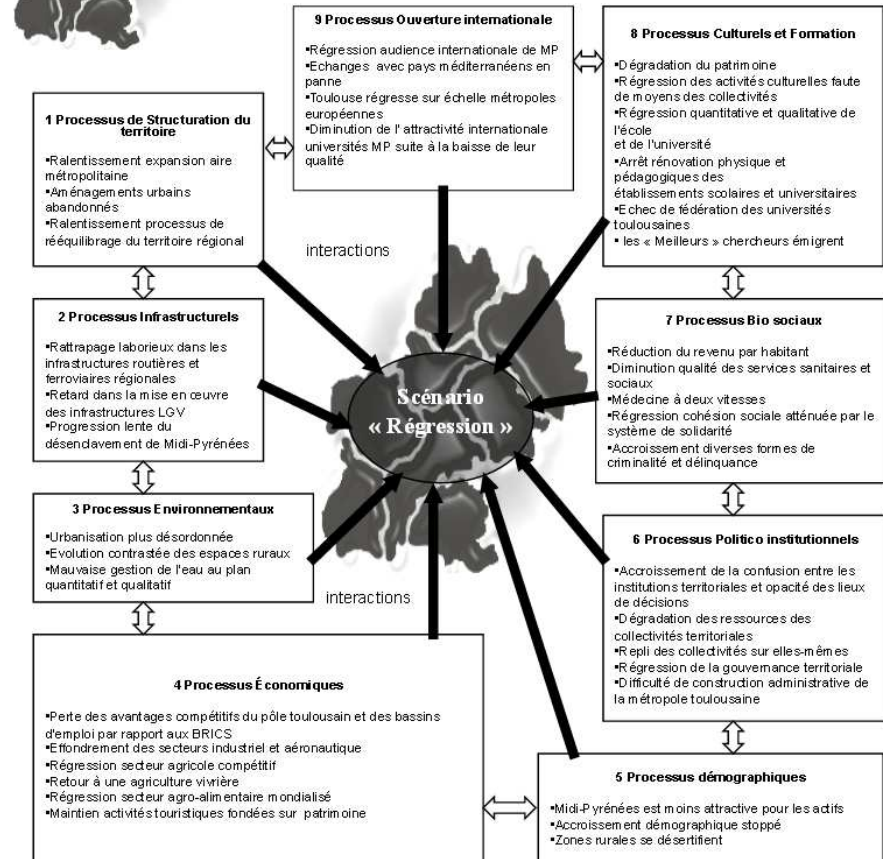 9 Processus Ouverture internationale
▪Régression audience internationale de MP
▪Echanges avec pays méditerranéens en
panne
▪Toulouse régresse sur échelle métropoles
européennes
▪Diminution de l' attractivité internationale
universités MP suite à la baisse de leur
qualité
8 Processus Culturels et Formation
▪Dégradation du patrimoine
▪Régression des activités culturelles faute
de moyens des collectivités
▪Régression quantitative et qualitative de
l'école
et de l'université
▪Arrêt rénovation physique et
pédagogiques des
établissements scolaires et universitaires
▪Echec de fédération des universités
toulousaines
▪ les « Meilleurs » chercheurs émigrent
1 Processus de Structuration du
territoire
▪Ralentissement expansion aire
métropolitaine
▪Aménagements urbains
abandonnés
▪Ralentissement processus de
rééquilibrage du territoire régional
interactions
2 Processus Infrastructurels
▪Rattrapage laborieux dans les
infrastructures routières et
ferroviaires régionales
▪Retard dans la mise en œuvre
des infrastructures LGV
▪Progression lente du
désenclavement de Midi-Pyrénées
Scénario
« Régression »
7 Processus Bio sociaux
▪Réduction du revenu par habitant
▪Diminution qualité des services sanitaires et
sociaux
▪Médecine à deux vitesses
▪Régression cohésion sociale atténuée par le
système de solidarité
▪Accroissement diverses formes de
criminalité et délinquance
3 Processus Environnementaux
▪Urbanisation plus désordonnée
▪Evolution contrastée des espaces ruraux
▪Mauvaise gestion de l'eau au plan
quantitatif et qualitatif
interactions
6 Processus Politico institutionnels
▪Accroissement de la confusion entre les
institutions territoriales et opacité des lieux
de décisions
▪Dégradation des ressources des
collectivités territoriales
▪Repli des collectivités sur elles-mêmes
▪Régression de la gouvernance territoriale
▪Difficulté de construction administrative de
la métropole toulousaine
4 Processus Économiques
▪Perte des avantages compétitifs du pôle toulousain et des bassins
d'emploi par rapport aux BRICS
▪Effondrement des secteurs industriel et aéronautique
▪Régression secteur agricole compétitif
▪Retour à une agriculture vivrière
▪Régression secteur agro-alimentaire mondialisé
▪Maintien activités touristiques fondées sur patrimoine
5 Processus démographiques
▪Midi-Pyrénées est moins attractive pour les actifs
▪Accroissement démographique stoppé
▪Zones rurales se désertifient